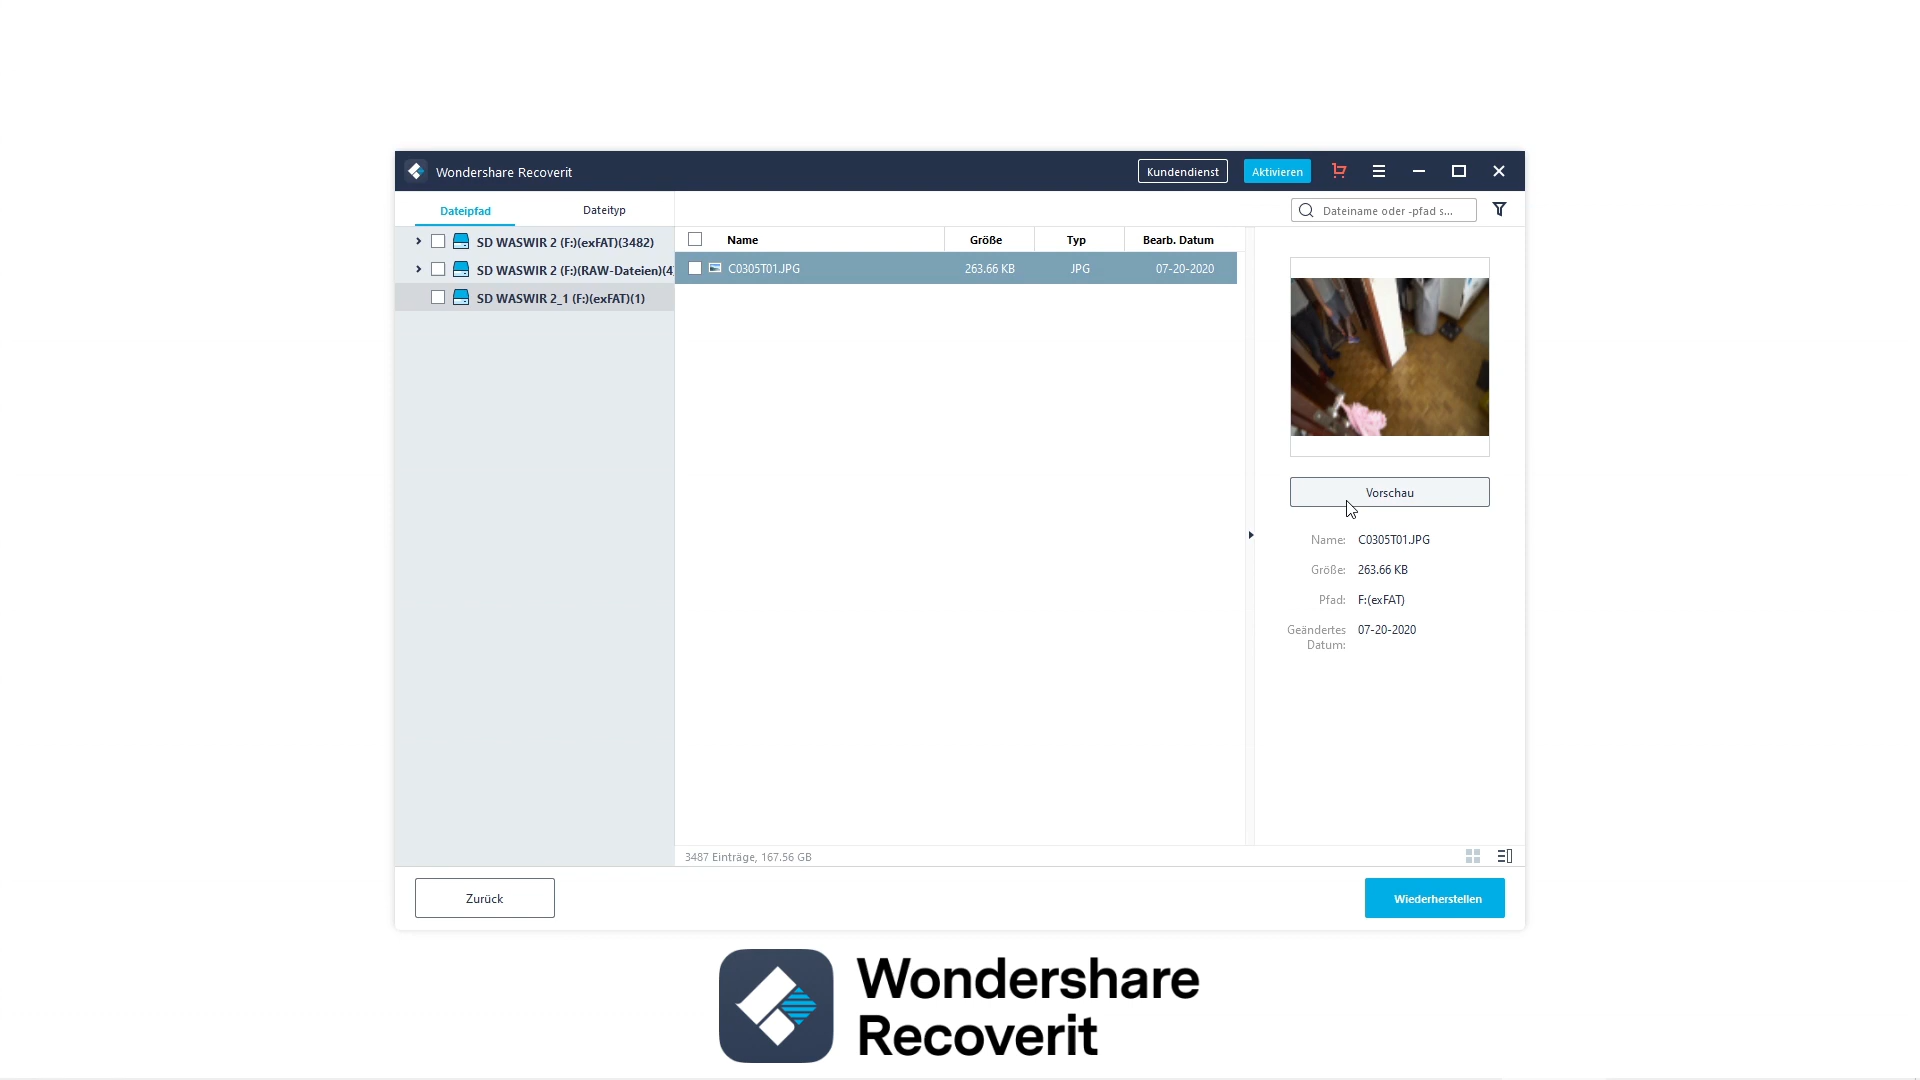 Wondershare Recoverit
Kundendienst
Aktivieren
Dateipfad
Dateityp
Dateiname oder -pfad s...
SD WASWIR 2 (F:)(exFAT)(3482)
SD WASWIR 2 (F:)(RAW-Dateien)(4
SD WASWIR 2_1 (F:)(exFAT)(1)
Name Größe Typ Bearb. Datum
C0305T01.JPG 263.66 KB JPG 07-20-2020
Vorschau
Name: C0305T01.JPG
Größe: 263.66 KB
Pfad: F:(exFAT)
Geändertes 07-20-2020
Datum:
3487 Einträge, 167.56 GB
Zurück
Wiederherstellen
Wondershare
Recoverit